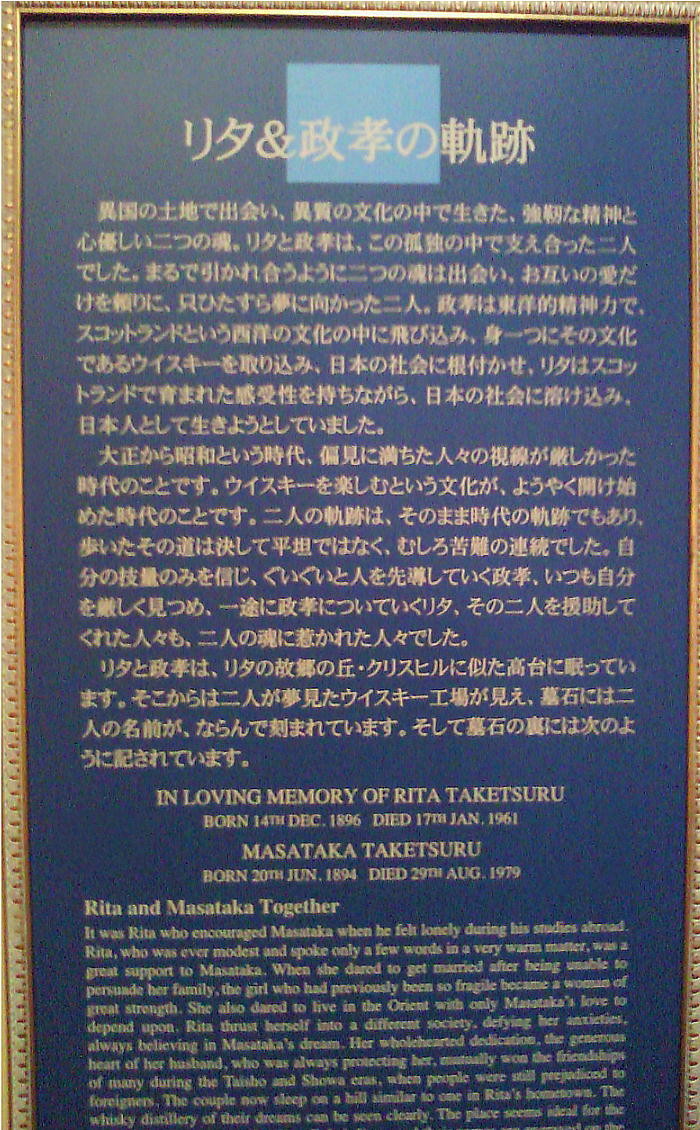 リタ&政孝の軌跡
異国の土地で出会い、異質の文化の中で生きた、強靭な精神と
心優しい二つの魂。リタと政孝は、この孤独の中で支え合った二人
でした。まるで引かれ合うように二つの魂は出会い、お互いの愛だ
けを頼りに、只ひたすら夢に向かった二人。政孝は東洋的精神力で、
スコットランドという西洋の文化の中に飛び込み、身一つにその文化
であるウイスキーを取り込み、日本の社会に根付かせ、リタはスコッ
トランドで育まれた感受性を持ちながら、日本の社会に溶け込み、
日本人として生きようとしていました。
大正から昭和という時代、偏見に満ちた人々の視線が厳しかった
時代のことです。ウイスキーを楽しむという文化が、ようやく開け始
めた時代のことです。二人の軌跡は、そのまま時代の軌跡でもあり、
歩いたその道は決して平坦ではなく、むしろ苦難の連続でした。自
分の技量のみを信じ、ぐいぐいと人を先導していく政孝、いつも自分
を厳しく見つめ、一途に政孝についていくリタ、その二人を援助して
くれた人々も、二人の魂に惹かれた人々でした。
リタと政孝は、リタの故郷の丘・クリスヒルに似た高台に眠ってい
ます。そこからは二人が夢見たウイスキー工場が見え、墓石には二
人の名前が、ならんで刻まれています。そして墓石の裏には次のよ
うに記されています。
IN LOVING MEMORY OF RITA TAKETSURU
BORN 14TH DEC. 1896 DIED 17TH JAN. 1961
MASATAKA TAKETSURU
BORN 20TH JUN. 1894 DIED 29TH AUG. 1979
Rita and Masataka Together
It was Rita who encouraged Masataka when he felt lonely during his studies abroad.
Rita, who was ever modest and spoke only a few words in a very warm matter, was a
great support to Masataka. When she dared to get married after being unable to
persuade her family, the girl who had previously been so fragile became a woman of
great strength. She also dared to live in the Orient with only Masataka's love to
depend upon. Rita thrust herself into a different society, defying her anxieties,
always believing in Masataka's dream. Her wholehearted dedication, the generous
heart of her husband, who was always protecting her, mutually won the friendships
of many during the Taisho and Showa eras, when people were still prejudiced to
foreigners. The couple now sleep on a hill similar to one in Rita's hometown. The
whisky distillery of their dreams can be seen clearly. The place seems ideal for the